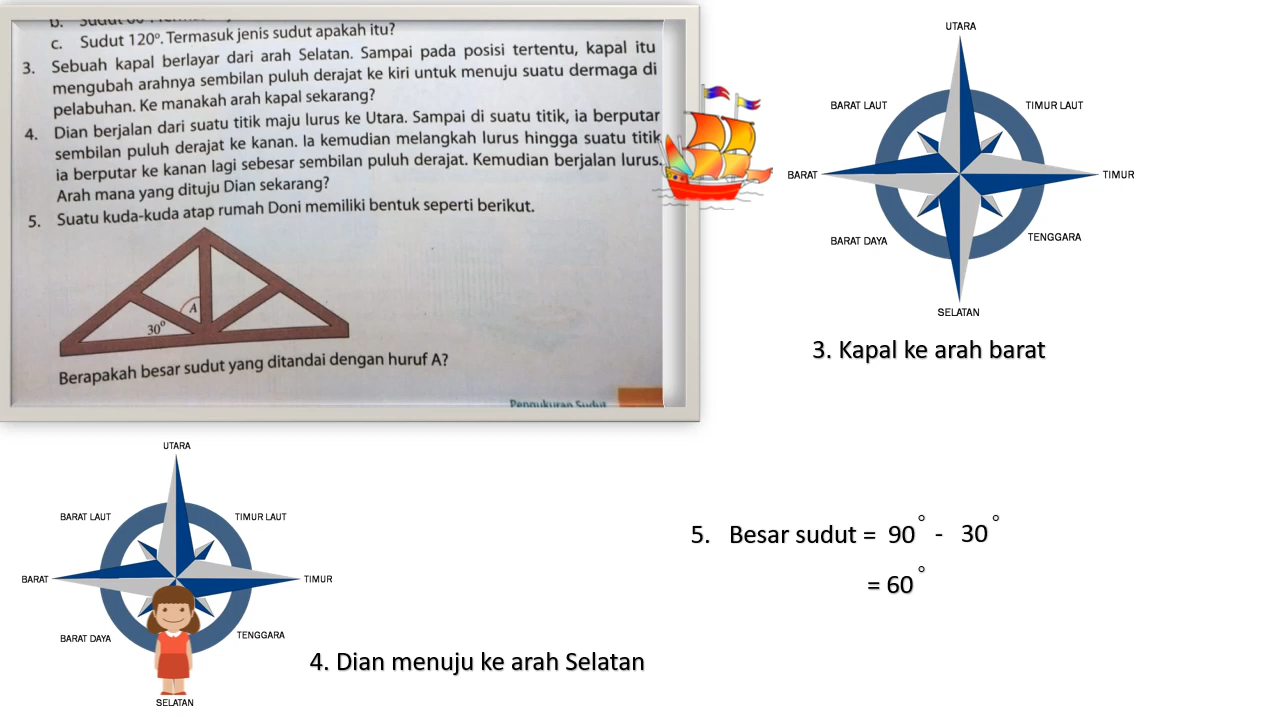 b. Sudut
c. Sudut 120°. Termasuk jenis sudut apakah itu?
3. Sebuah kapal berlayar dari arah Selatan. Sampai pada posisi tertentu, kapal itu
mengubah arahnya sembilan puluh derajat ke kiri untuk menuju suatu dermaga di
pelabuhan. Ke manakah arah kapal sekarang?
4. Dian berjalan dari suatu titik maju lurus ke Utara. Sampai di suatu titik, ia berputar
sembilan puluh derajat ke kanan. Ia kemudian melangkah lurus hingga suatu titik
ia berputar ke kanan lagi sebesar sembilan puluh derajat. Kemudian berjalan lurus.
Arah mana yang dituju Dian sekarang?
5. Suatu kuda-kuda atap rumah Doni memiliki bentuk seperti berikut.
A
30°
Berapakah besar sudut yang ditandai dengan huruf A?
Pengukuran Sudut
UTARA
BARAT LAUT
TIMUR LAUT
BARAT
TIMUR
BARAT DAYA
TENGGARA
SELATAN
3. Kapal ke arah barat
UTARA
BARAT LAUT
TIMUR LAUT
BARAT
TIMUR
BARAT DAYA
TENGGARA
SELATAN
4. Dian menuju ke arah Selatan
5. Besar sudut = 90° - 30°
= 60°